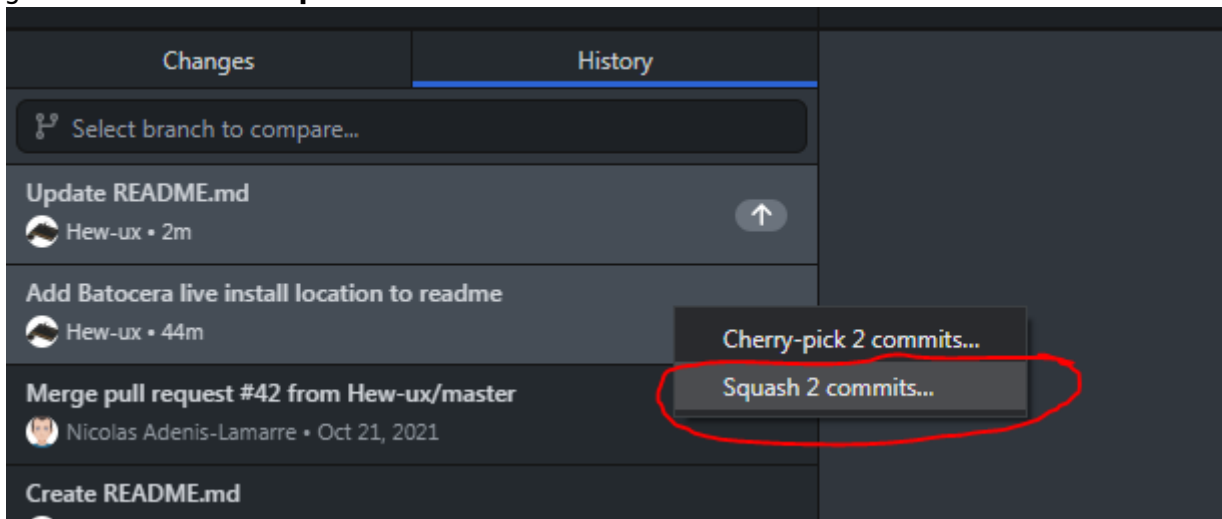 Changes
History
Select branch to compare...
Update README.md
Hew-ux • 2m
Add Batocera live install location to readme
Hew-ux • 44m
Cherry-pick 2 commits...
Squash 2 commits...
Merge pull request #42 from Hew-ux/master
Nicolas Adenis-Lamarre • Oct 21, 2021
Create README.md